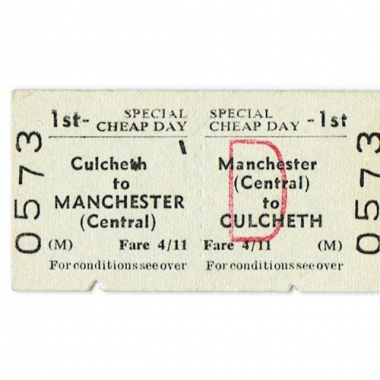 0573
1st- SPECIAL
CHEAP DAY
Culcheth
to
MANCHESTER
(Central)
(M) Fare 4/11
For conditions see over
SPECIAL -1st
CHEAP DAY
Manchester
(Central)
to
CULCHETH
Fare 4/11 (M)
For conditions see over
D
0573